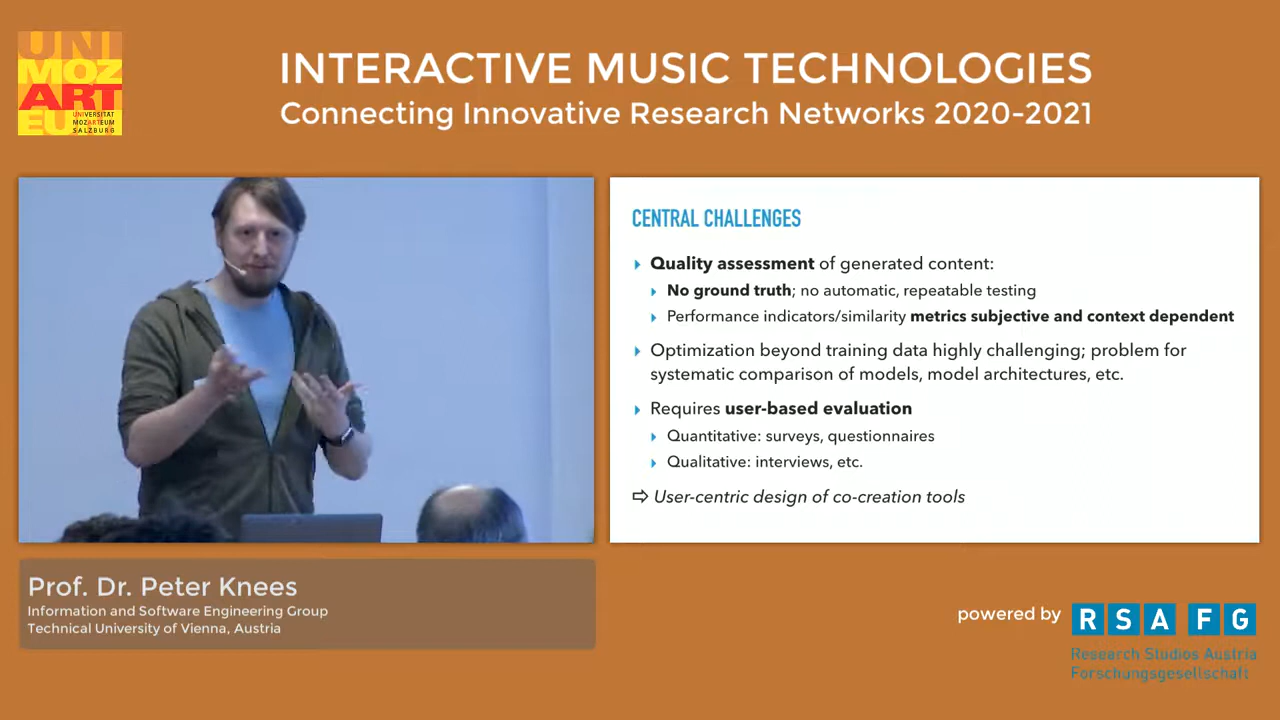 UNI
MOZ
ART
EU
UNIVERSITÄT
MOZARTEUM
SALZBURG
INTERACTIVE MUSIC TECHNOLOGIES
Connecting Innovative Research Networks 2020-2021
CENTRAL CHALLENGES
Quality assessment of generated content:
No ground truth; no automatic, repeatable testing
Performance indicators/similarity metrics subjective and context dependent
Optimization beyond training data highly challenging; problem for
systematic comparison of models, model architectures, etc.
Requires user-based evaluation
Quantitative: surveys, questionnaires
Qualitative: interviews, etc.
⇨ User-centric design of co-creation tools
Prof. Dr. Peter Knees
Information and Software Engineering Group
Technical University of Vienna, Austria
powered by
RSA FG
Research Studios Austria
Forschungsgesellschaft